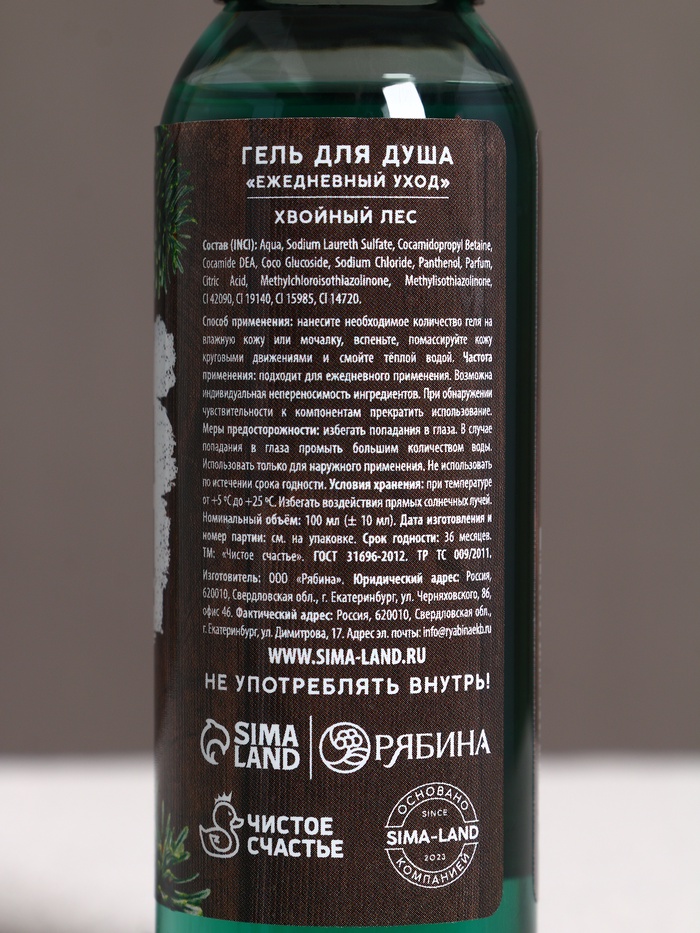 ГЕЛЬ ДЛЯ ДУША
«ЕЖЕДНЕВНЫЙ УХОД»
ХВОЙНЫЙ ЛЕС
Состав (INCI): Aqua, Sodium Laureth Sulfate, Cocamidopropyl Betaine,
Cocamide DEA, Coco Glucoside, Sodium Chloride, Panthenol, Parfum,
Citric Acid, Methylchloroisothiazolinone, Methylisothiazolinone,
CI 42090, CI 19140, CI 15985, CI 14720.
Способ применения: нанесите необходимое количество геля на
влажную кожу или мочалку, вспеньте, помассируйте кожу
круговыми движениями и смойте тёплой водой. Частота
применения: подходит для ежедневного применения. Возможна
индивидуальная непереносимость ингредиентов. При обнаружении
чувствительности к компонентам прекратить использование.
Меры предосторожности: избегать попадания в глаза. В случае
попадания в глаза промыть большим количеством воды.
Использовать только для наружного применения. Не использовать
по истечении срока годности. Условия хранения: при температуре
от +5 °С до +25 °С. Избегать воздействия прямых солнечных лучей.
Номинальный объём: 100 мл (± 10 мл). Дата изготовления и
номер партии: см. на упаковке. Срок годности: 36 месяцев.
ТМ: «Чистое счастье». ГОСТ 31696-2012. ТР ТС 009/2011.
Изготовитель: ООО «Рябина». Юридический адрес: Россия,
620010, Свердловская обл., г. Екатеринбург, ул. Черняховского, 86,
офис 46. Фактический адрес: Россия, 620010, Свердловская обл.,
г. Екатеринбург, ул. Димитрова, 17. Адрес эл. почты: info@ryabinaekb.ru
WWW.SIMA-LAND.RU
НЕ УПОТРЕБЛЯТЬ ВНУТРЬ!
SIMA
LAND
РЯБИНА
ЧИСТОЕ
СЧАСТЬЕ
ОСНОВАНО
SINCE
SIMA-LAND
2023
КОМПАНИЕЙ